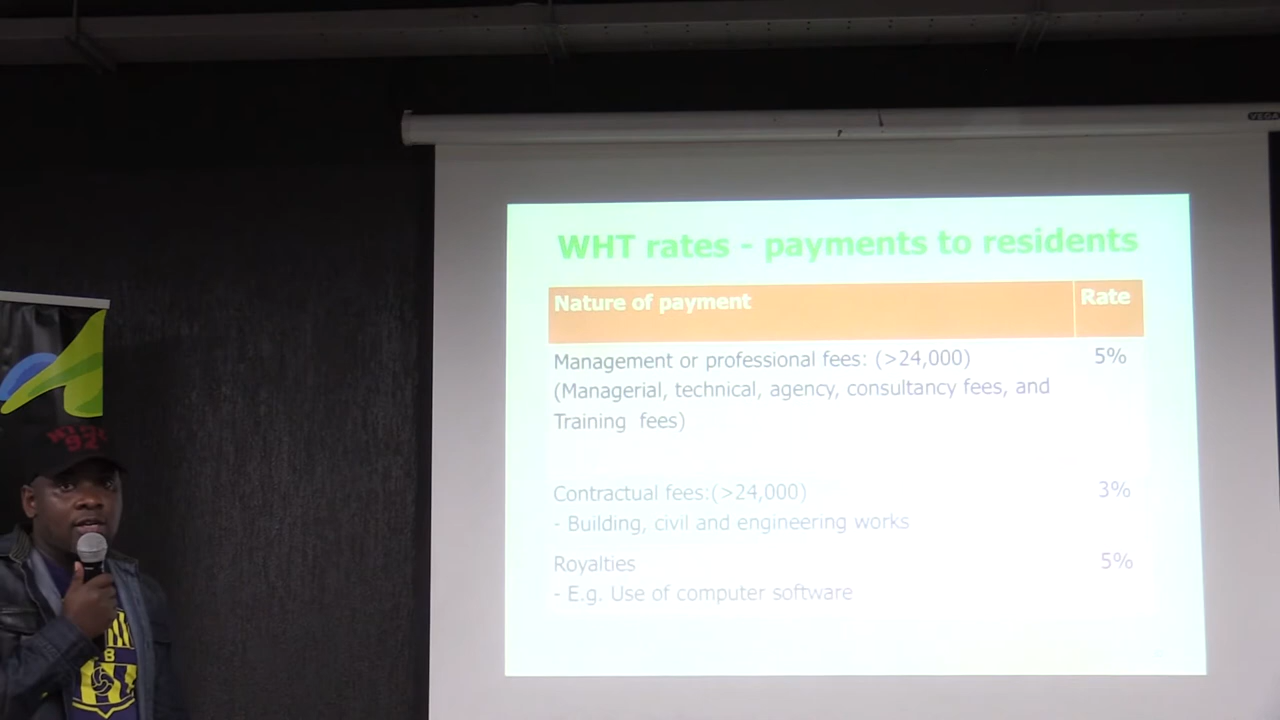 VEGA
WHT rates - payments to residents
Nature of payment Rate
Management or professional fees: (>24,000) 5%
(Managerial, technical, agency, consultancy fees, and
Training fees)
Contractual fees:(>24,000) 3%
- Building, civil and engineering works
Royalties 5%
- E.g. Use of computer software
92
B